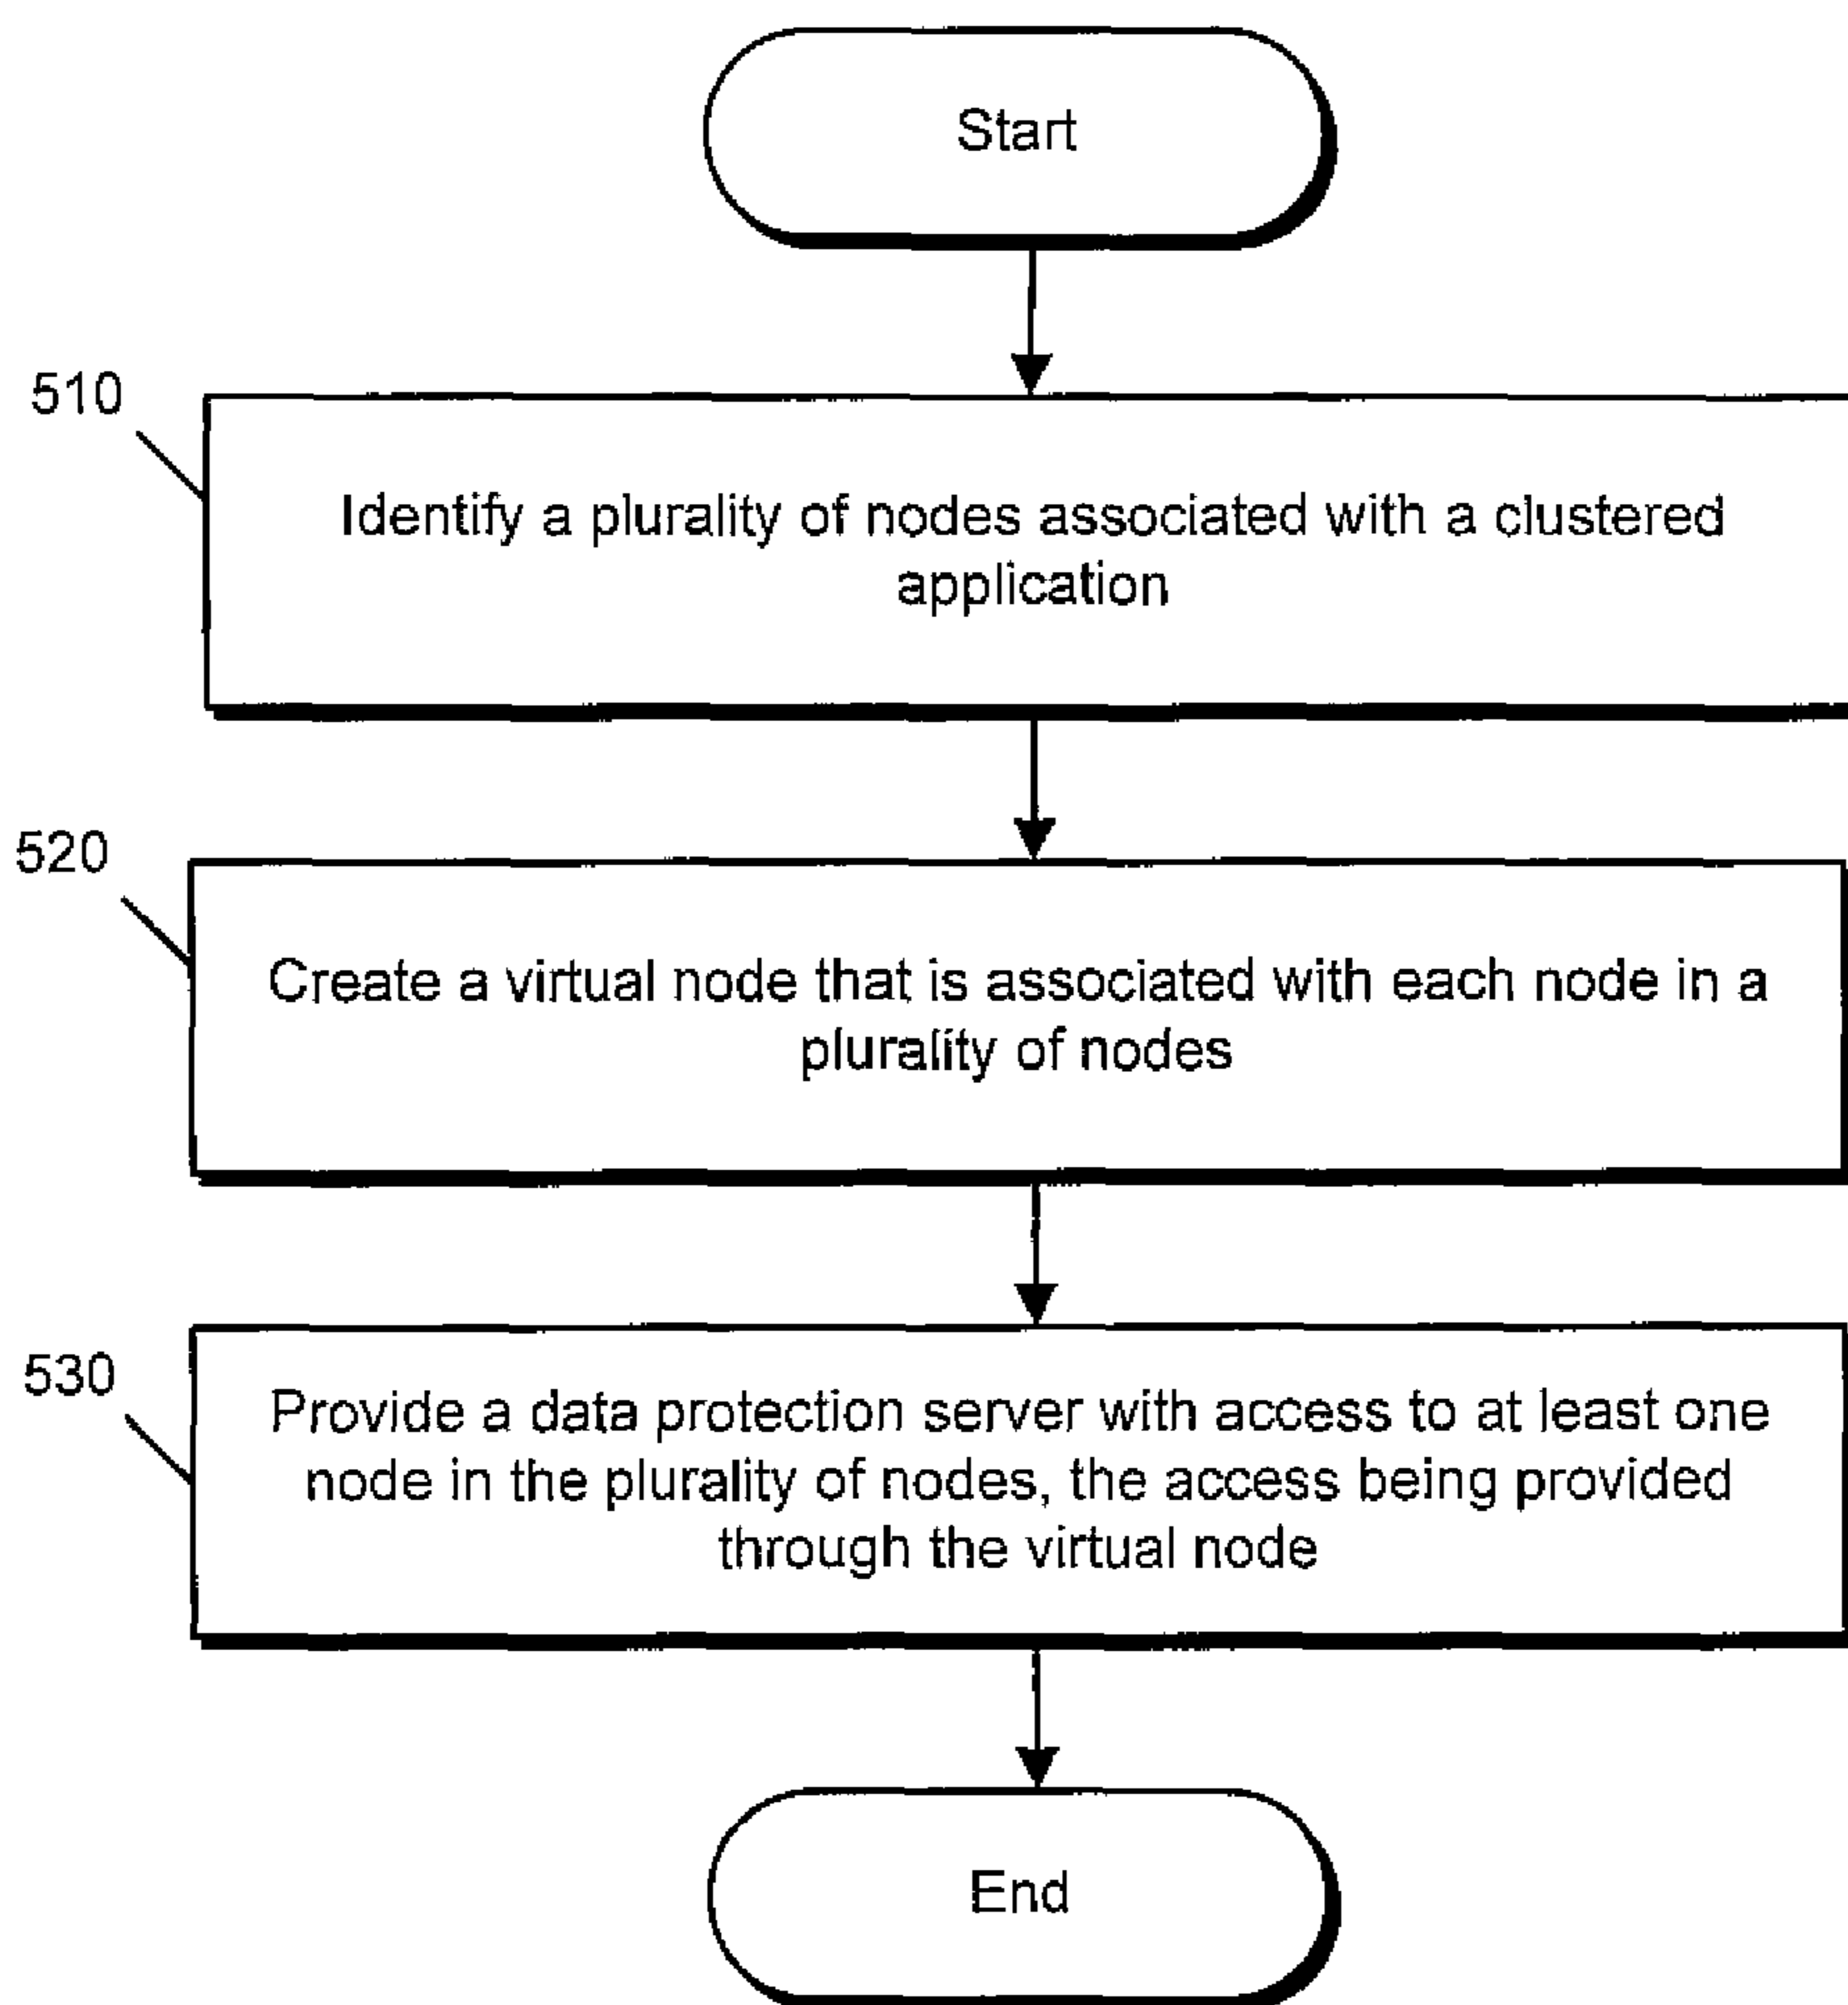 Start
510
Identify a plurality of nodes associated with a clustered
application
520
Create a virtual node that is associated with each node in a
plurality of nodes
530
Provide a data protection server with access to at least one
node in the plurality of nodes, the access being provided
through the virtual node
End